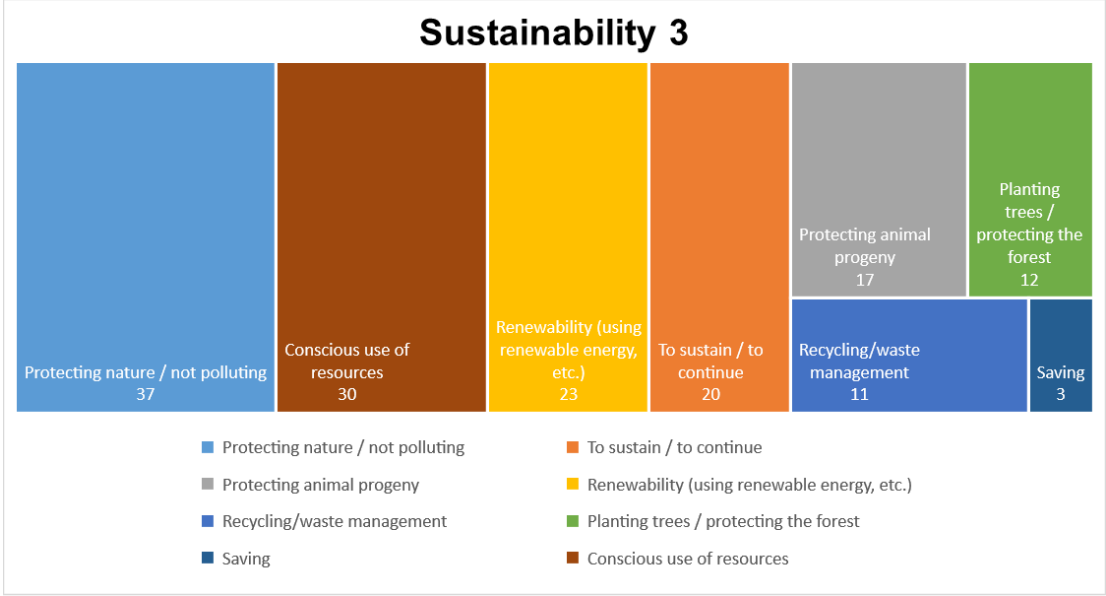 Sustainability 3
Protecting nature / not polluting
37
Conscious use of
resources
30
Renewability (using
renewable energy,
etc.)
23
To sustain / to
continue
20
Protecting animal
progeny
17
Planting
trees /
protecting the
forest
12
Recycling/waste
management
11
Saving
3
Protecting nature / not polluting
To sustain / to continue
Protecting animal progeny
Renewability (using renewable energy, etc.)
Recycling/waste management
Planting trees / protecting the forest
Saving
Conscious use of resources